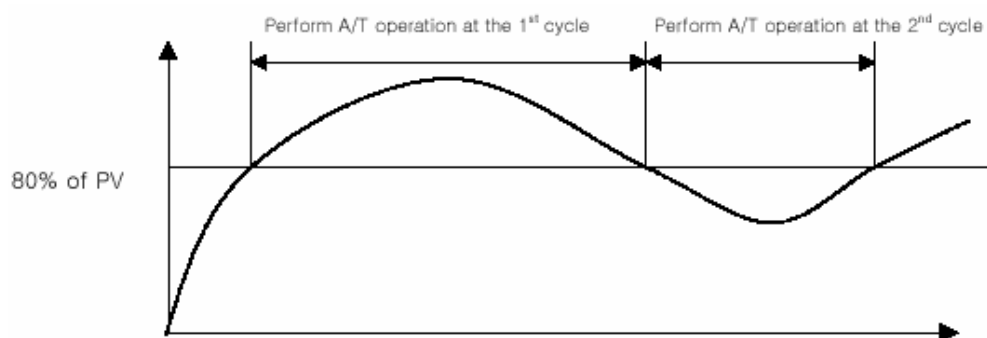 Perform A/T operation at the 1st cycle
Perform A/T operation at the 2nd cycle
80% of PV